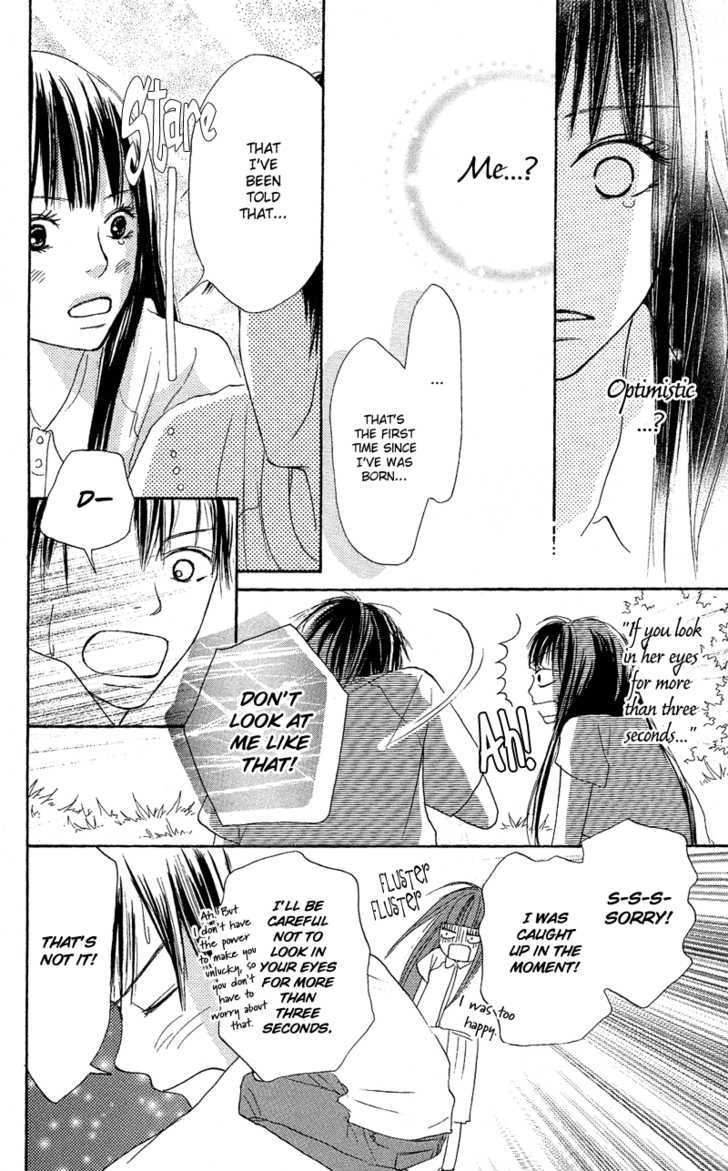 Me...?
Optimistic
...?
...
THAT'S
THE FIRST
TIME SINCE
I'VE WAS
BORN...
Stare
THAT
I'VE
BEEN
TOLD
THAT...
D-
"If you look
in her eyes
for more
than three
seconds..."
Ah!
DON'T
LOOK AT
ME LIKE
THAT!
S-S-S-
SORRY!
I WAS
CAUGHT
UP IN THE
MOMENT!
FLUSTER
FLUSTER
I was too
happy.
I'LL BE
CAREFUL
NOT TO
LOOK IN
YOUR EYES
FOR MORE
THAN
THREE
SECONDS.
Ah. But
I don't have
the power
to make you
unlucky, so
you don't
have to
worry about
that.
THAT'S
NOT IT!